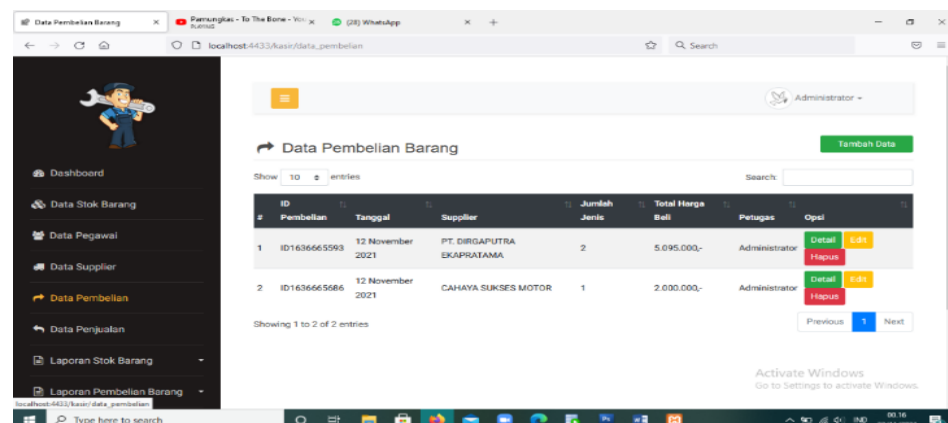 Data Pembelian Barang
Pamungkas - To The Bone - You
(28) WhatsApp
localhost:4433/kasir/data_pembelian
Search
Administrator
Data Pembelian Barang
Tambah Data
Show 10 entries
Search:
# ID Pembelian Tanggal Supplier Jumlah Jenis Total Harga Beli Petugas Opsi
1 ID1636665593 12 November 2021 PT. DIRGAPUTRA EKAPRATAMA 2 5.095.000,- Administrator Detail Edit Hapus
2 ID1636665686 12 November 2021 CAHAYA SUKSES MOTOR 1 2.000.000,- Administrator Detail Edit Hapus
Showing 1 to 2 of 2 entries
Previous 1 Next
Dashboard
Data Stok Barang
Data Pegawai
Data Supplier
Data Pembelian
Data Penjualan
Laporan Stok Barang
Laporan Pembelian Barang
localhost:4433/kasir/data_pembelian
Activate Windows
Go to Settings to activate Windows.
Type here to search
IND
00.16